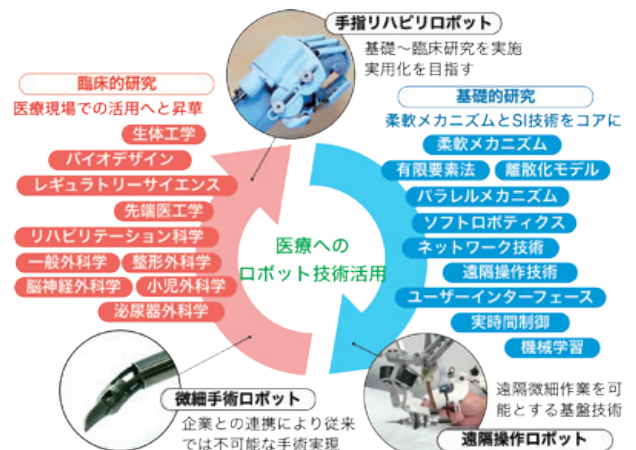 手指リハビリロボット
基礎～臨床研究を実施
実用化を目指す
臨床的研究
医療現場での活用へと昇華
生体工学
バイオデザイン
レギュラトリーサイエンス
先端医工学
リハビリテーション科学
一般外科学 整形外科学
脳神経外科学 小児外科学
泌尿器外科学
基礎的研究
柔軟メカニズムとSI技術をコアに
柔軟メカニズム
有限要素法 離散化モデル
パラレルメカニズム
ソフトロボティクス
ネットワーク技術
遠隔操作技術
ユーザーインターフェース
実時間制御
機械学習
医療への
ロボット技術活用
微細手術ロボット
企業との連携により従来
では不可能な手術実現
遠隔微細作業を可
能とする基盤技術
遠隔操作ロボット